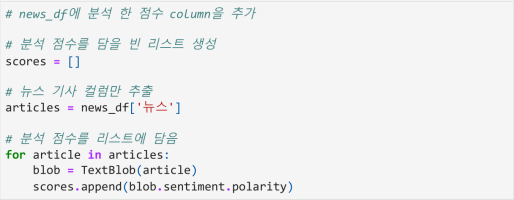 # news_df에 분석 한 점수 column을 추가
# 분석 점수를 담을 빈 리스트 생성
scores = []
# 뉴스 기사 컬럼만 추출
articles = news_df['뉴스']
# 분석 점수를 리스트에 담음
for article in articles:
    blob = TextBlob(article)
    scores.append(blob.sentiment.polarity)